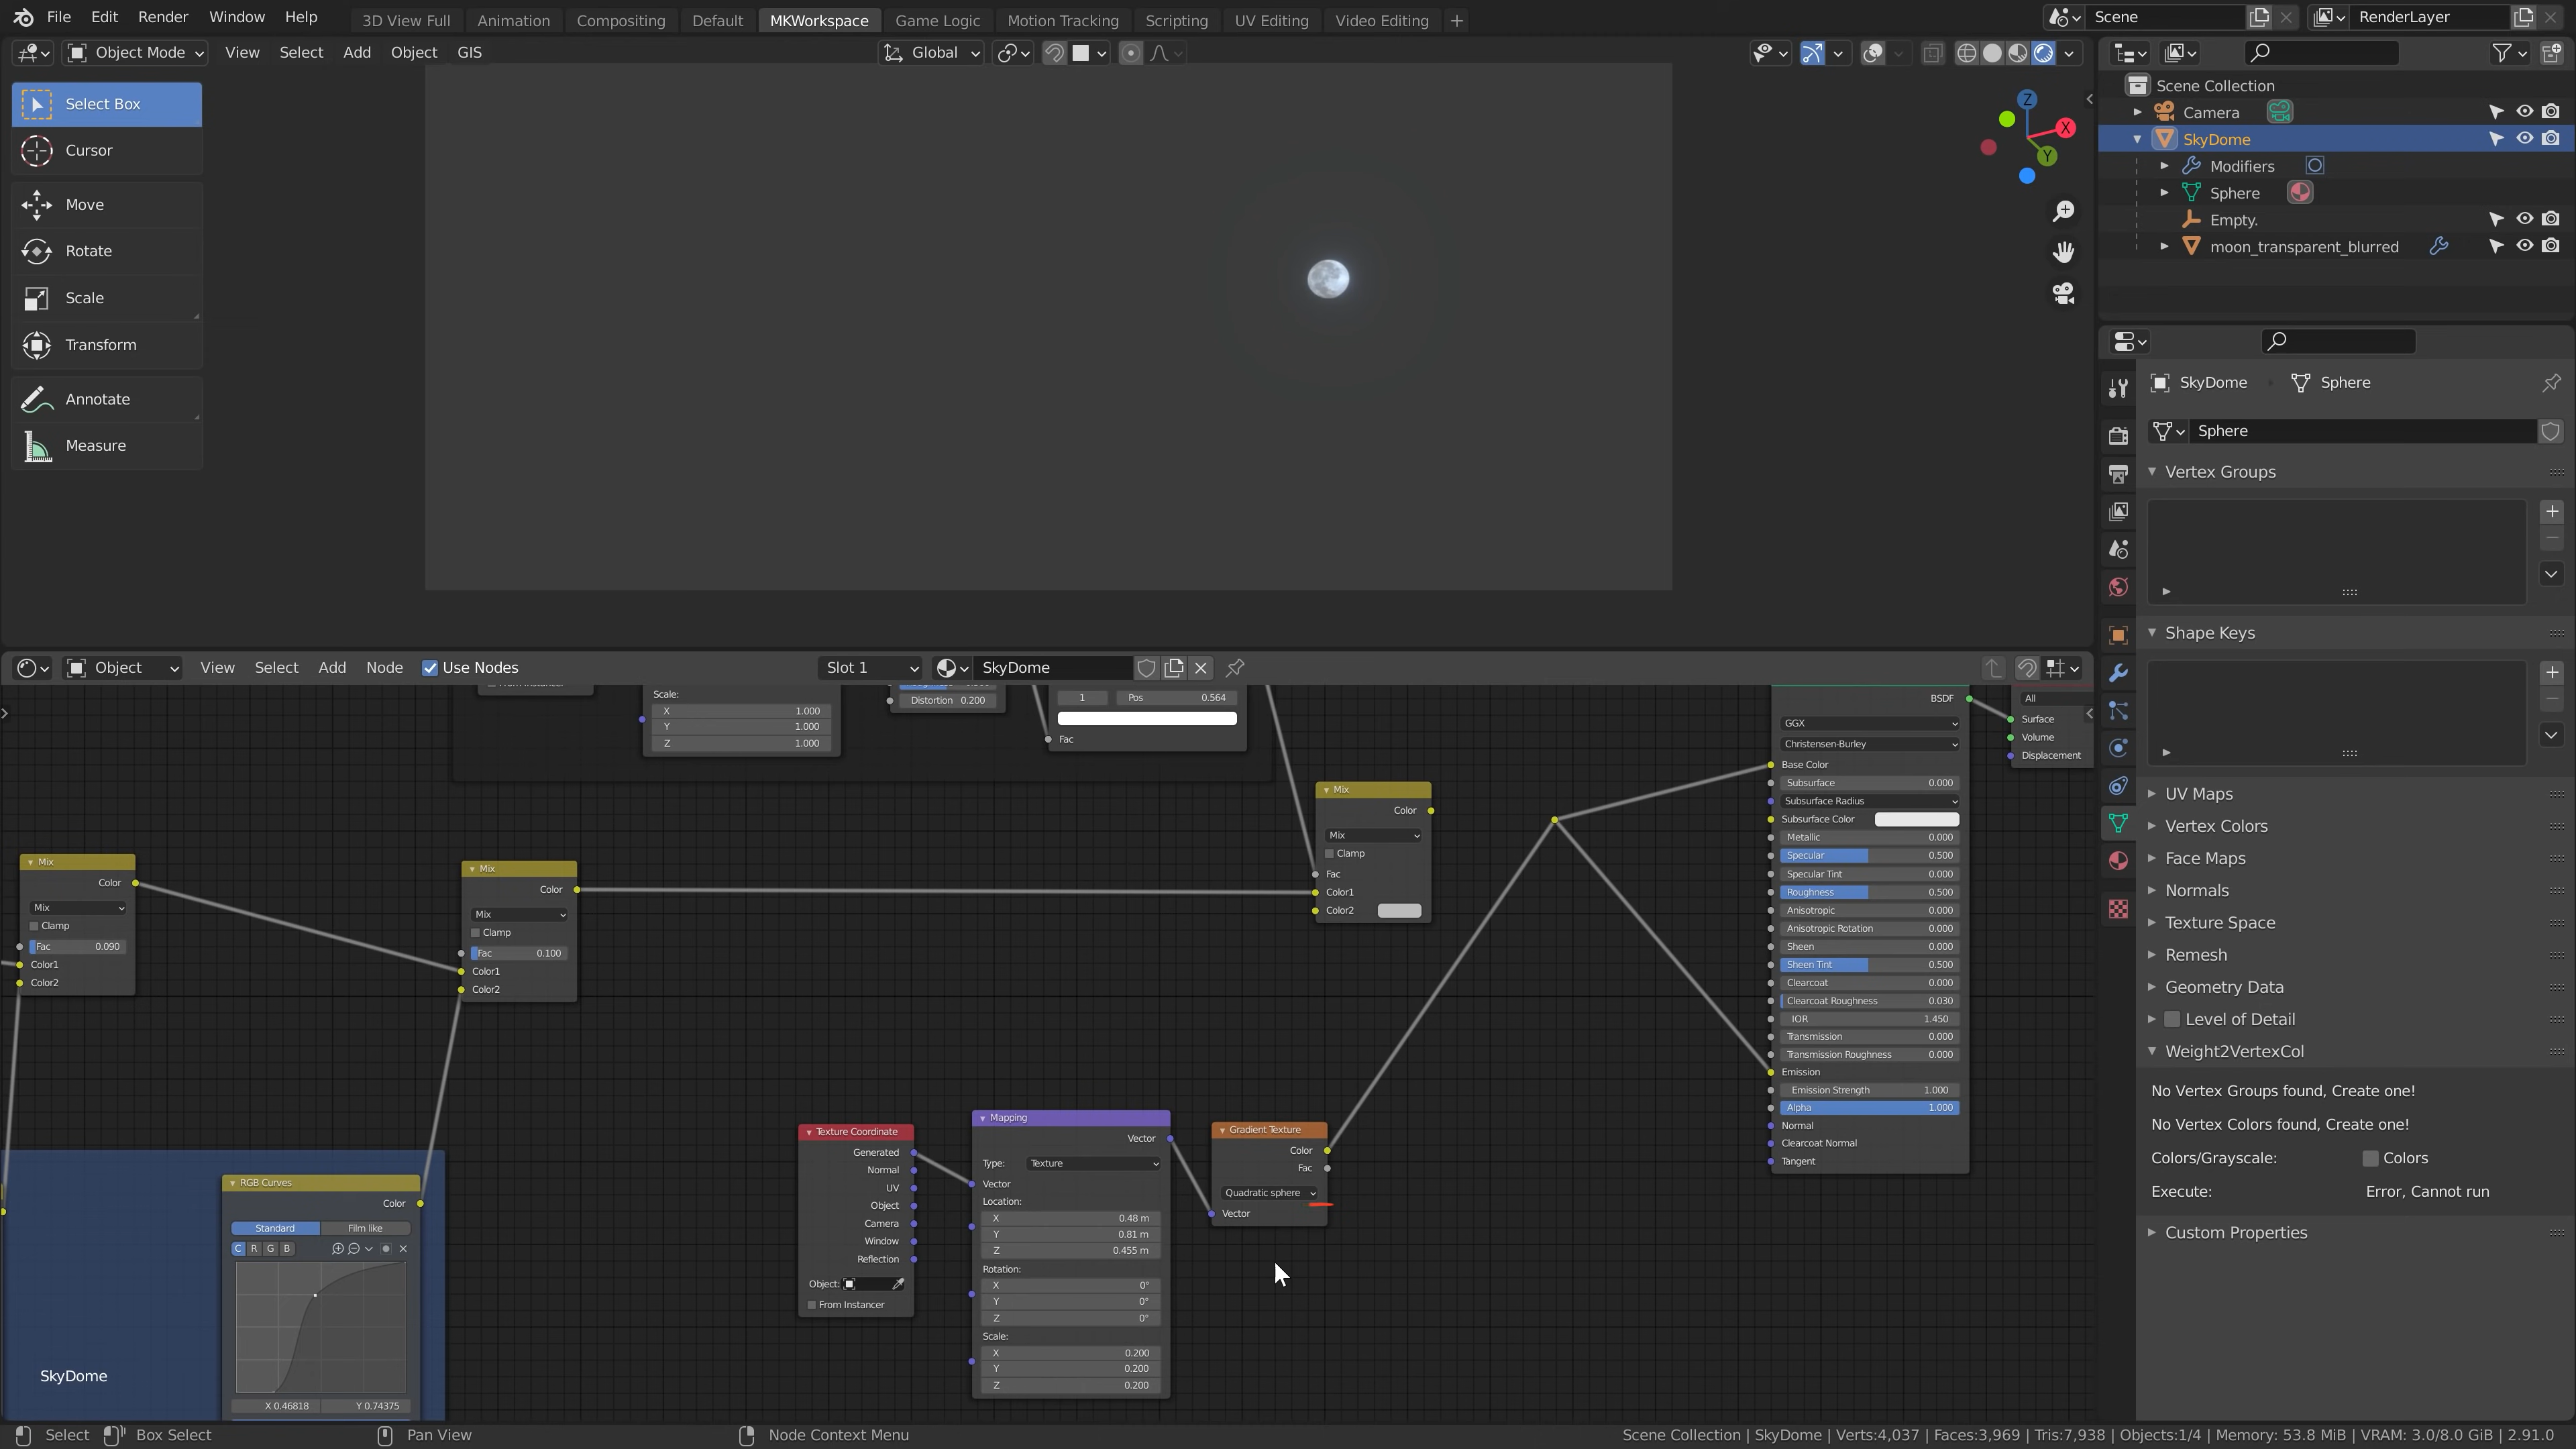 File Edit Render Window Help 3D View Full Animation Compositing Default MKWorkspace Game Logic Motion Tracking Scripting UV Editing Video Editing + Scene RenderLayer
Object Mode View Select Add Object GIS Global
Select Box
Cursor
Move
Rotate
Scale
Transform
Annotate
Measure
Z
X
Y
Scene Collection
Camera
SkyDome
Modifiers
Sphere
Empty.
moon_transparent_blurred
SkyDome Sphere
Sphere
Vertex Groups
Shape Keys
UV Maps
Vertex Colors
Face Maps
Normals
Texture Space
Remesh
Geometry Data
Level of Detail
Weight2VertexCol
No Vertex Groups found, Create one!
No Vertex Colors found, Create one!
Colors/Grayscale: Colors
Execute: Error, Cannot run
Custom Properties
Object View Select Add Node Use Nodes Slot 1 SkyDome
Scale:
X 1.000
Y 1.000
Z 1.000
Distortion 0.200
1 Pos 0.564
Fac
Mix
Color
Mix
Clamp
Fac 0.090
Color1
Color2
Mix
Color
Mix
Clamp
Fac 0.100
Color1
Color2
Mix
Color
Mix
Clamp
Fac
Color1
Color2
BSDF
GGX
Christensen-Burley
Base Color
Subsurface 0.000
Subsurface Radius
Subsurface Color
Metallic 0.000
Specular 0.500
Specular Tint 0.000
Roughness 0.500
Anisotropic 0.000
Anisotropic Rotation 0.000
Sheen 0.000
Sheen Tint 0.500
Clearcoat 0.000
Clearcoat Roughness 0.030
IOR 1.450
Transmission 0.000
Transmission Roughness 0.000
Emission
Emission Strength 1.000
Alpha 1.000
Normal
Clearcoat Normal
Tangent
All
Surface
Volume
Displacement
RGB Curves
Color
Standard Film like
C R G B
X 0.46818 Y 0.74375
SkyDome
Texture Coordinate
Generated
Normal
UV
Object
Camera
Window
Reflection
Object:
From Instancer
Mapping
Vector
Type: Texture
Vector
Location:
X 0.48 m
Y 0.81 m
Z 0.455 m
Rotation:
X 0°
Y 0°
Z 0°
Scale:
X 0.200
Y 0.200
Z 0.200
Gradient Texture
Color
Fac
Quadratic sphere
Vector
Select Box Select Pan View Node Context Menu Scene Collection | SkyDome | Verts:4,037 | Faces:3,969 | Tris:7,938 | Objects:1/4 | Memory: 53.8 MiB | VRAM: 3.0/8.0 GiB | 2.91.0